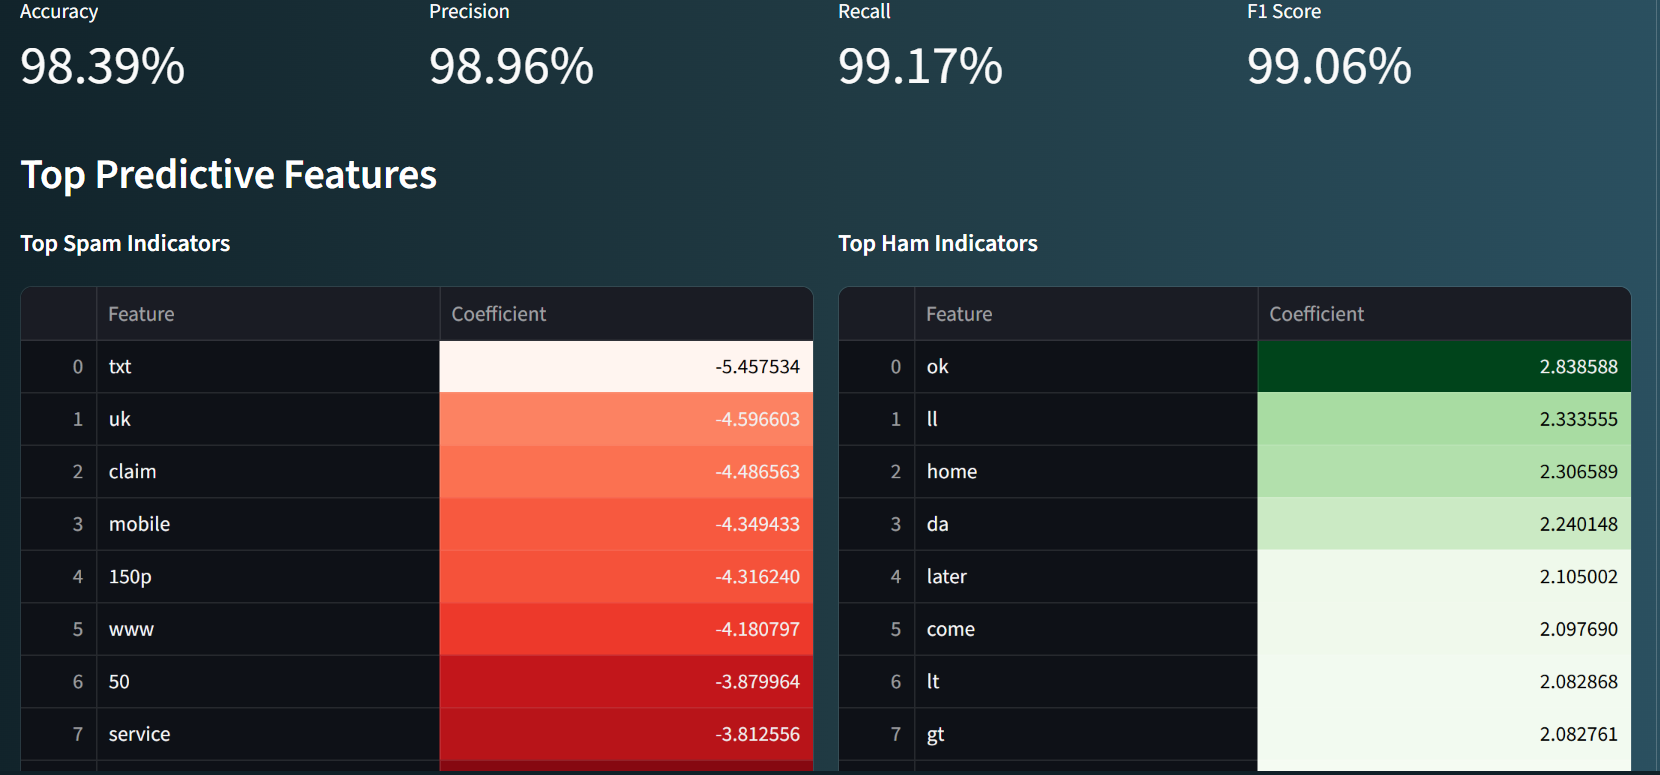 Accuracy Precision Recall F1 Score
98.39% 98.96% 99.17% 99.06%
Top Predictive Features
Top Spam Indicators
Feature Coefficient
0 txt -5.457534
1 uk -4.596603
2 claim -4.486563
3 mobile -4.349433
4 150p -4.316240
5 www -4.180797
6 50 -3.879964
7 service -3.812556
Top Ham Indicators
Feature Coefficient
0 ok 2.838588
1 ll 2.333555
2 home 2.306589
3 da 2.240148
4 later 2.105002
5 come 2.097690
6 lt 2.082868
7 gt 2.082761